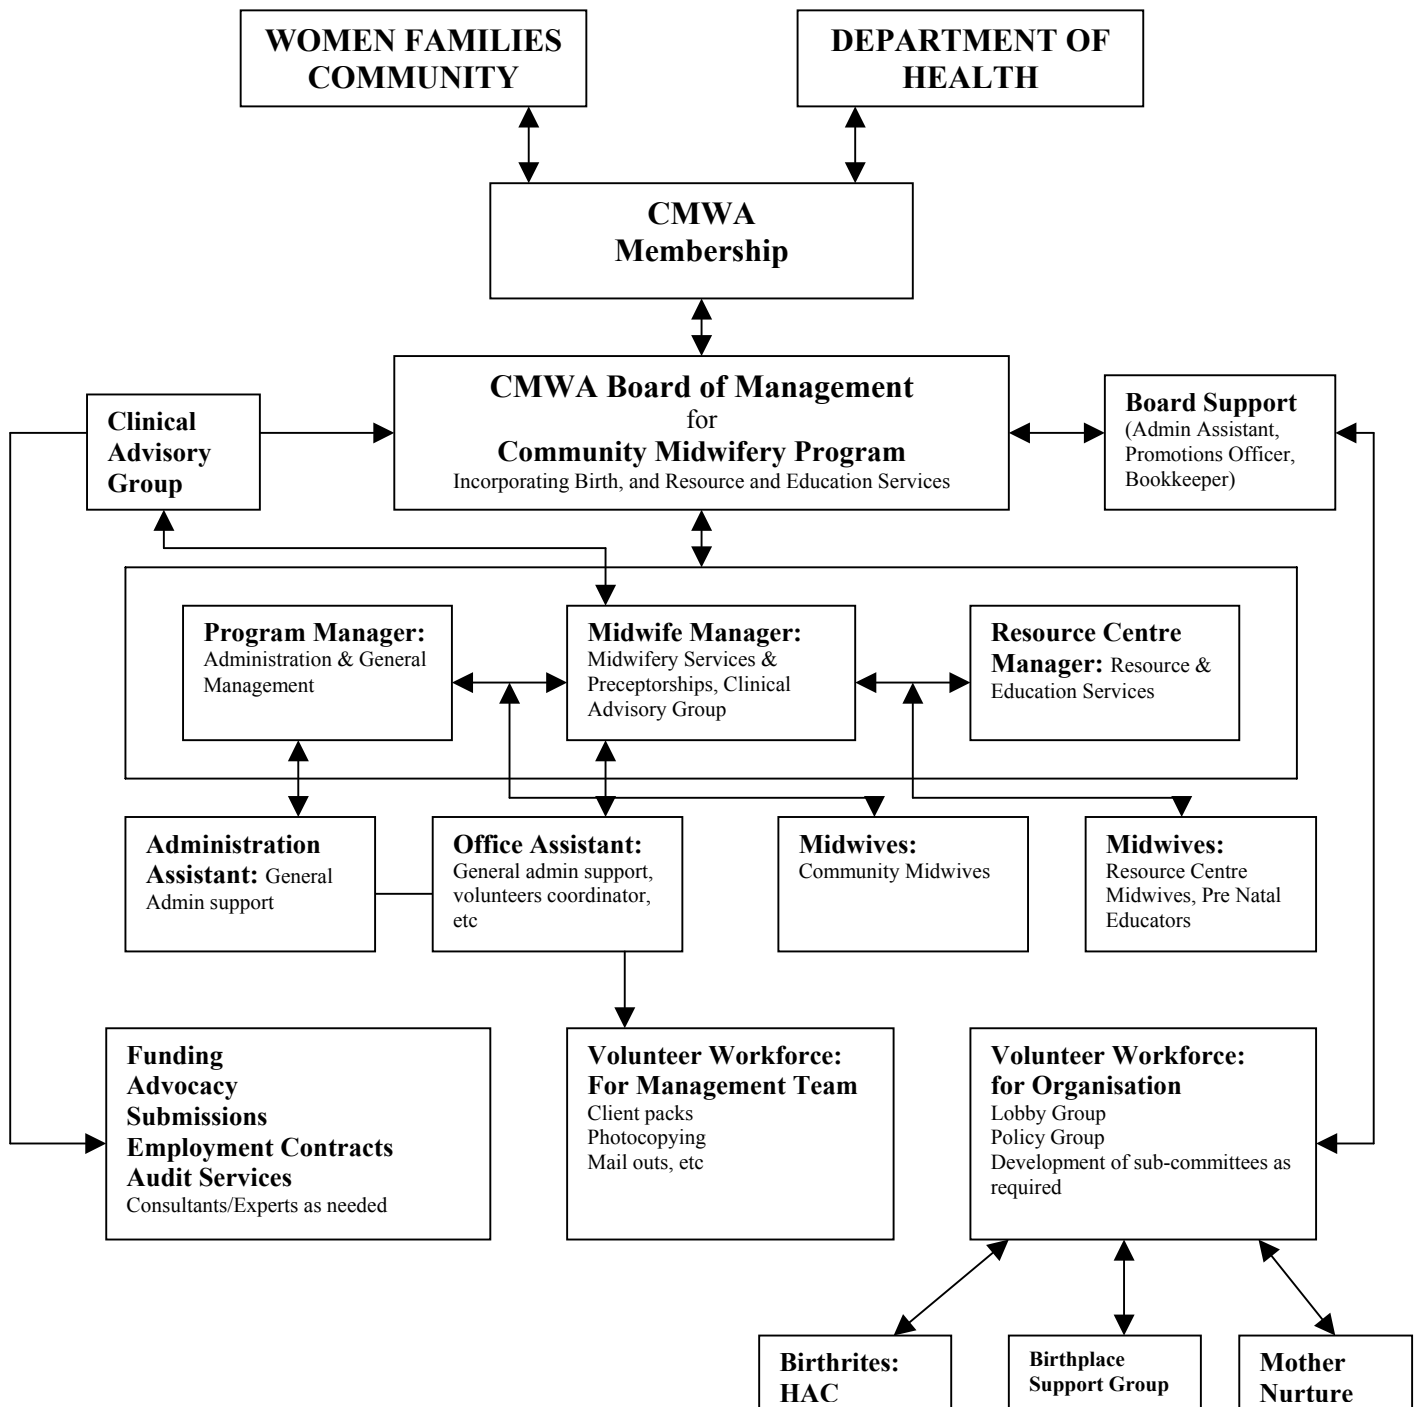 WOMEN FAMILIES
COMMUNITY
DEPARTMENT OF
HEALTH
CMWA
Membership
Clinical
Advisory
Group
CMWA Board of Management
for
Community Midwifery Program
Incorporating Birth, and Resource and Education Services
Board Support
(Admin Assistant,
Promotions Officer,
Bookkeeper)
Program Manager:
Administration & General
Management
Midwife Manager:
Midwifery Services &
Preceptorships, Clinical
Advisory Group
Resource Centre
Manager: Resource &
Education Services
Administration
Assistant: General
Admin support
Office Assistant:
General admin support,
volunteers coordinator,
etc
Midwives:
Community Midwives
Midwives:
Resource Centre
Midwives, Pre Natal
Educators
Funding
Advocacy
Submissions
Employment Contracts
Audit Services
Consultants/Experts as needed
Volunteer Workforce:
For Management Team
Client packs
Photocopying
Mail outs, etc
Volunteer Workforce:
for Organisation
Lobby Group
Policy Group
Development of sub-committees as
required
Birthrites:
HAC
Birthplace
Support Group
Mother
Nurture